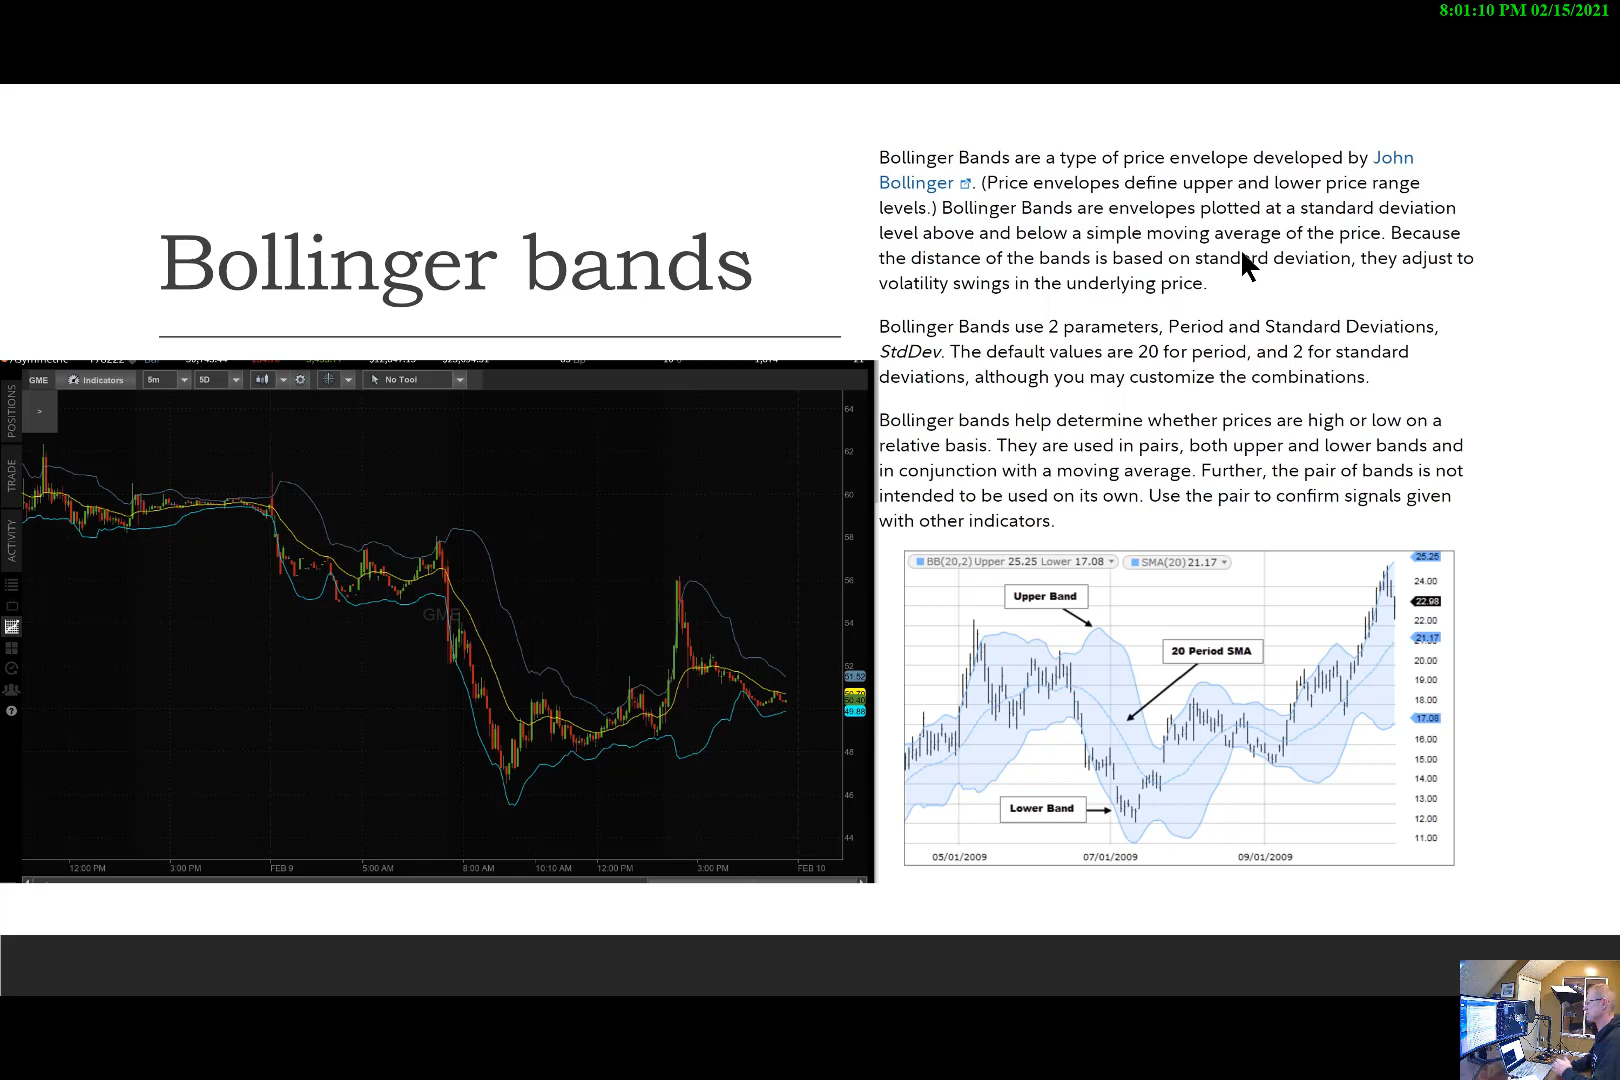 8:01:10 PM 02/15/2021
Bollinger bands
Bollinger Bands are a type of price envelope developed by John
Bollinger . (Price envelopes define upper and lower price range
levels.) Bollinger Bands are envelopes plotted at a standard deviation
level above and below a simple moving average of the price. Because
the distance of the bands is based on standard deviation, they adjust to
volatility swings in the underlying price.
Bollinger Bands use 2 parameters, Period and Standard Deviations,
StdDev. The default values are 20 for period, and 2 for standard
deviations, although you may customize the combinations.
Bollinger bands help determine whether prices are high or low on a
relative basis. They are used in pairs, both upper and lower bands and
in conjunction with a moving average. Further, the pair of bands is not
intended to be used on its own. Use the pair to confirm signals given
with other indicators.
GME Indicators 5m 5D No Tool
>
POSITIONS
TRADE
ACTIVITY
GME
64
62
60
58
56
54
52
51.52
50.40
49.88
48
46
44
12:00 PM 3:00 PM FEB 9 5:00 AM 8:00 AM 10:10 AM 12:00 PM 3:00 PM FEB 10
BB(20,2) Upper 25.25 Lower 17.08 SMA(20) 21.17
Upper Band
20 Period SMA
Lower Band
25.25
24.00
22.98
22.00
21.17
20.00
19.00
18.00
17.08
16.00
15.00
14.00
13.00
12.00
11.00
05/01/2009 07/01/2009 09/01/2009